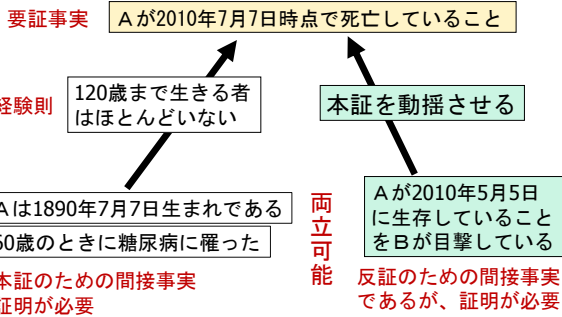 要証事実
Aが2010年7月7日時点で死亡していること
経験則
120歳まで生きる者
はほとんどいない
本証を動揺させる
Aは1890年7月7日生まれである
60歳のときに糖尿病に罹った
両立可能
Aが2010年5月5日
に生存していること
をBが目撃している
本証のための間接事実
証明が必要
反証のための間接事実
であるが、証明が必要